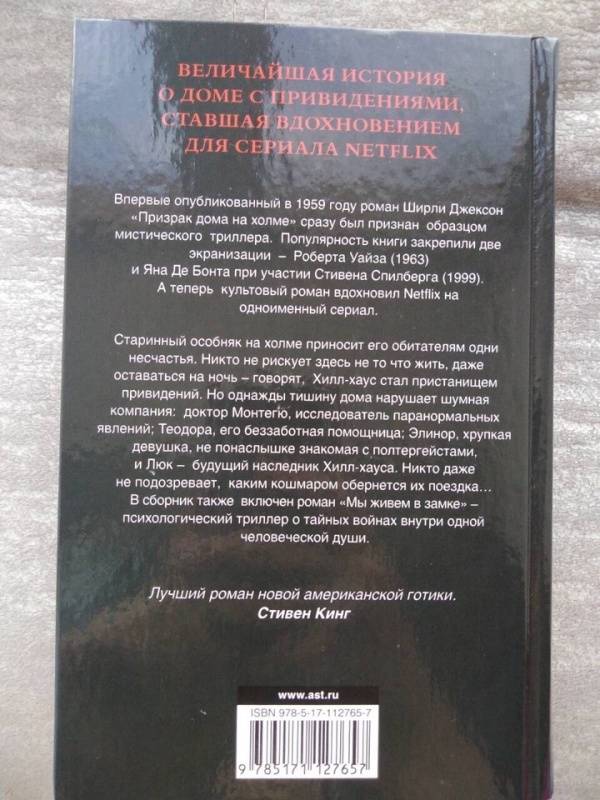 ВЕЛИЧАЙШАЯ ИСТОРИЯ
О ДОМЕ С ПРИВИДЕНИЯМИ,
СТАВШАЯ ВДОХНОВЕНИЕМ
ДЛЯ СЕРИАЛА NETFLIX
Впервые опубликованный в 1959 году роман Ширли Джексон
«Призрак дома на холме» сразу был признан образцом
мистического триллера. Популярность книги закрепили две
экранизации – Роберта Уайза (1963)
и Яна Де Бонта при участии Стивена Спилберга (1999).
А теперь культовый роман вдохновил Netflix на
одноименный сериал.
Старинный особняк на холме приносит его обитателям одни
несчастья. Никто не рискует здесь не то что жить, даже
оставаться на ночь – говорят, Хилл-хаус стал пристанищем
привидений. Но однажды тишину дома нарушает шумная
компания: доктор Монтегю, исследователь паранормальных
явлений; Теодора, его беззаботная помощница; Элинор, хрупкая
девушка, не понаслышке знакомая с полтергейстами,
и Люк – будущий наследник Хилл-хауса. Никто даже
не подозревает, каким кошмаром обернется их поездка...
В сборник также включен роман «Мы живем в замке» –
психологический триллер о тайных войнах внутри одной
человеческой души.
Лучший роман новой американской готики.
Стивен Кинг
www.ast.ru
ISBN 978-5-17-112765-7
9 785171 127657